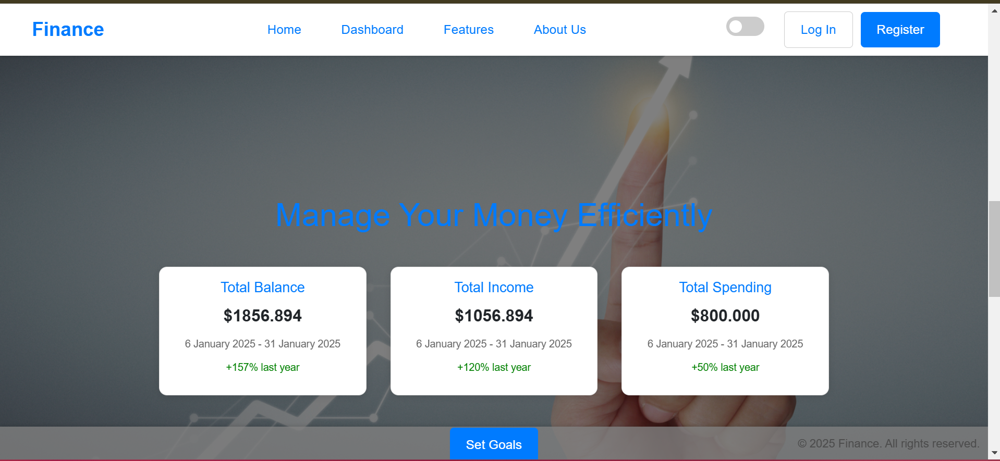 Finance
Home Dashboard Features About Us
Log In Register
Manage Your Money Efficiently
Total Balance
$1856.894
6 January 2025 - 31 January 2025
+157% last year
Total Income
$1056.894
6 January 2025 - 31 January 2025
+120% last year
Total Spending
$800.000
6 January 2025 - 31 January 2025
+50% last year
Set Goals
© 2025 Finance. All rights reserved.